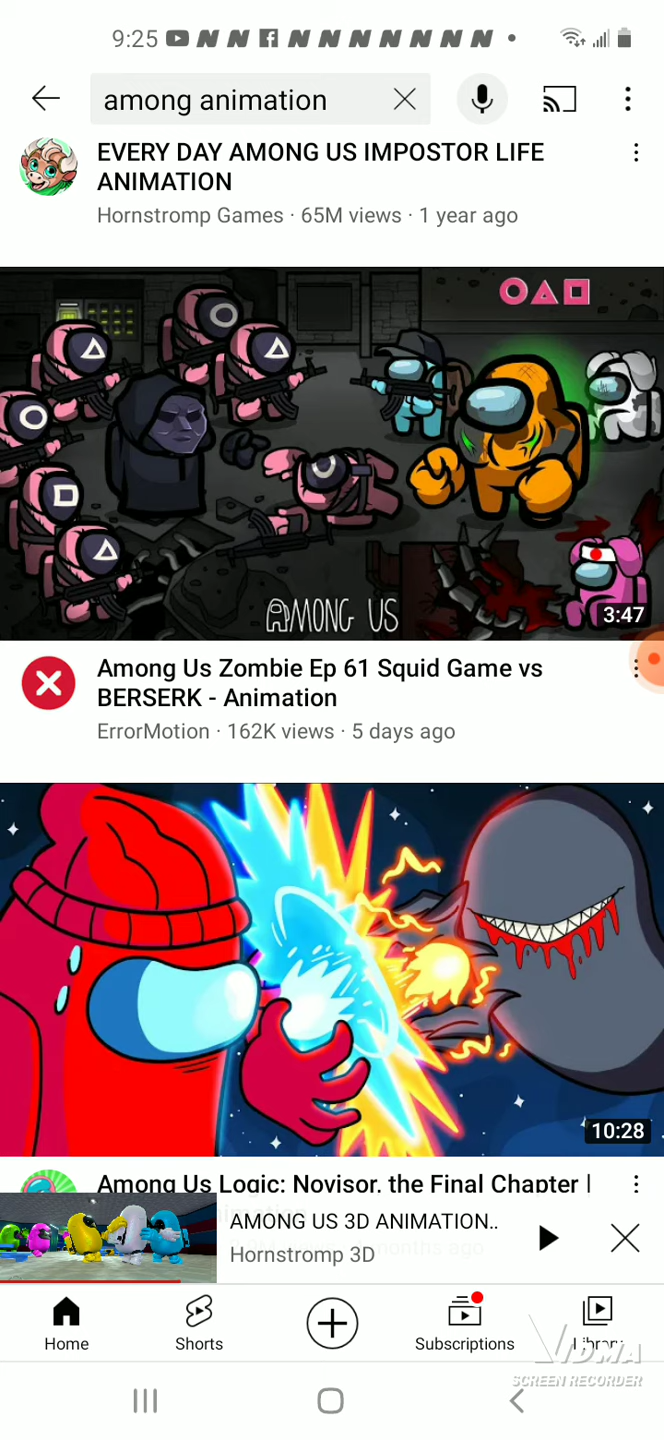 9:25
among animation
EVERY DAY AMONG US IMPOSTOR LIFE
ANIMATION
Hornstromp Games · 65M views · 1 year ago
AMONG US
3:47
Among Us Zombie Ep 61 Squid Game vs
BERSERK - Animation
ErrorMotion · 162K views · 5 days ago
10:28
Among Us Logic: Novisor, the Final Chapter |
AMONG US 3D ANIMATION..
Hornstromp 3D
Home
Shorts
Subscriptions
Library
VIDMA
SCREEN RECORDER